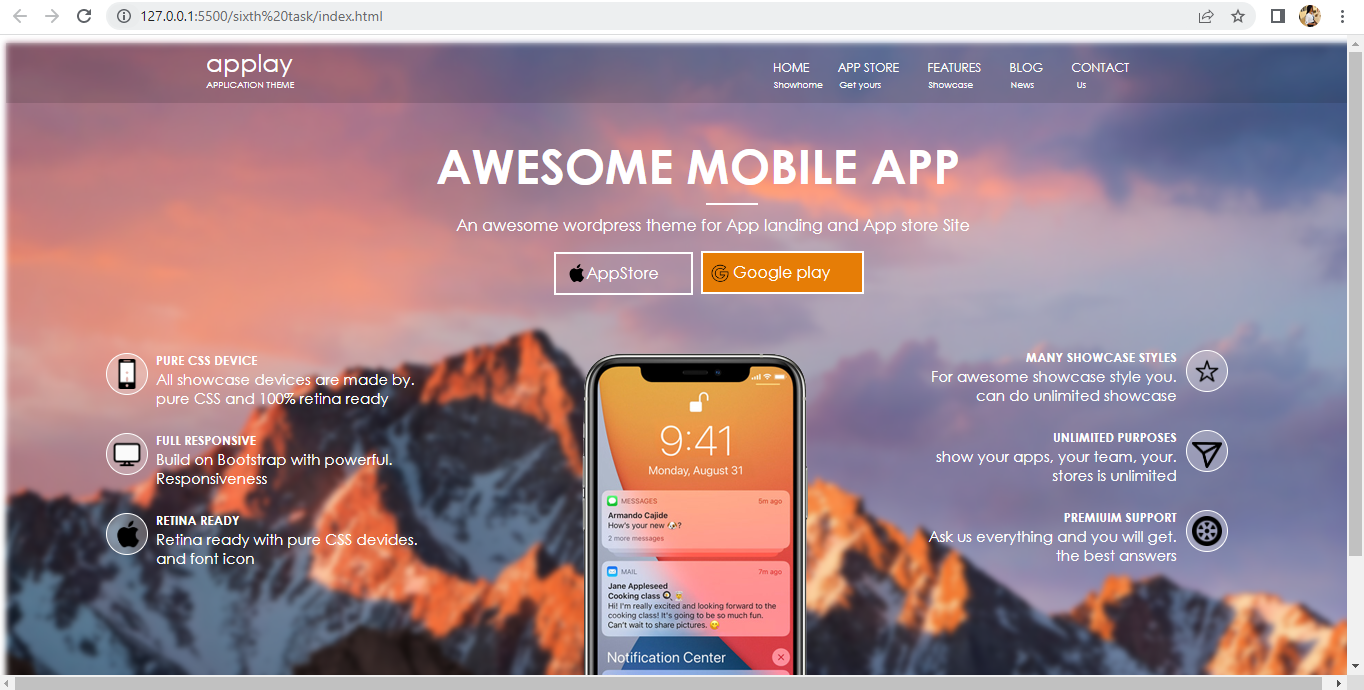 127.0.0.1:5500/sixth%20task/index.html
applay
APPLICATION THEME
HOME APP STORE FEATURES BLOG CONTACT
Showhome Get yours Showcase News Us
AWESOME MOBILE APP
An awesome wordpress theme for App landing and App store Site
AppStore Google play
PURE CSS DEVICE
All showcase devices are made by.
pure CSS and 100% retina ready
FULL RESPONSIVE
Build on Bootstrap with powerful.
Responsiveness
RETINA READY
Retina ready with pure CSS devides.
and font icon
9:41
Monday, August 31
MESSAGES 5m ago
Armando Cajide
How's your new 🐶?
2 more messages
MAIL 7m ago
Jane Appleseed
Cooking class 🍳👨‍🍳
Hi! I'm really excited and looking forward to the
cooking class! It's going to be so much fun.
Can't wait to share pictures. 😋
Notification Center
MANY SHOWCASE STYLES
For awesome showcase style you.
can do unlimited showcase
UNLIMITED PURPOSES
show your apps, your team, your.
stores is unlimited
PREMIUIM SUPPORT
Ask us everything and you will get.
the best answers